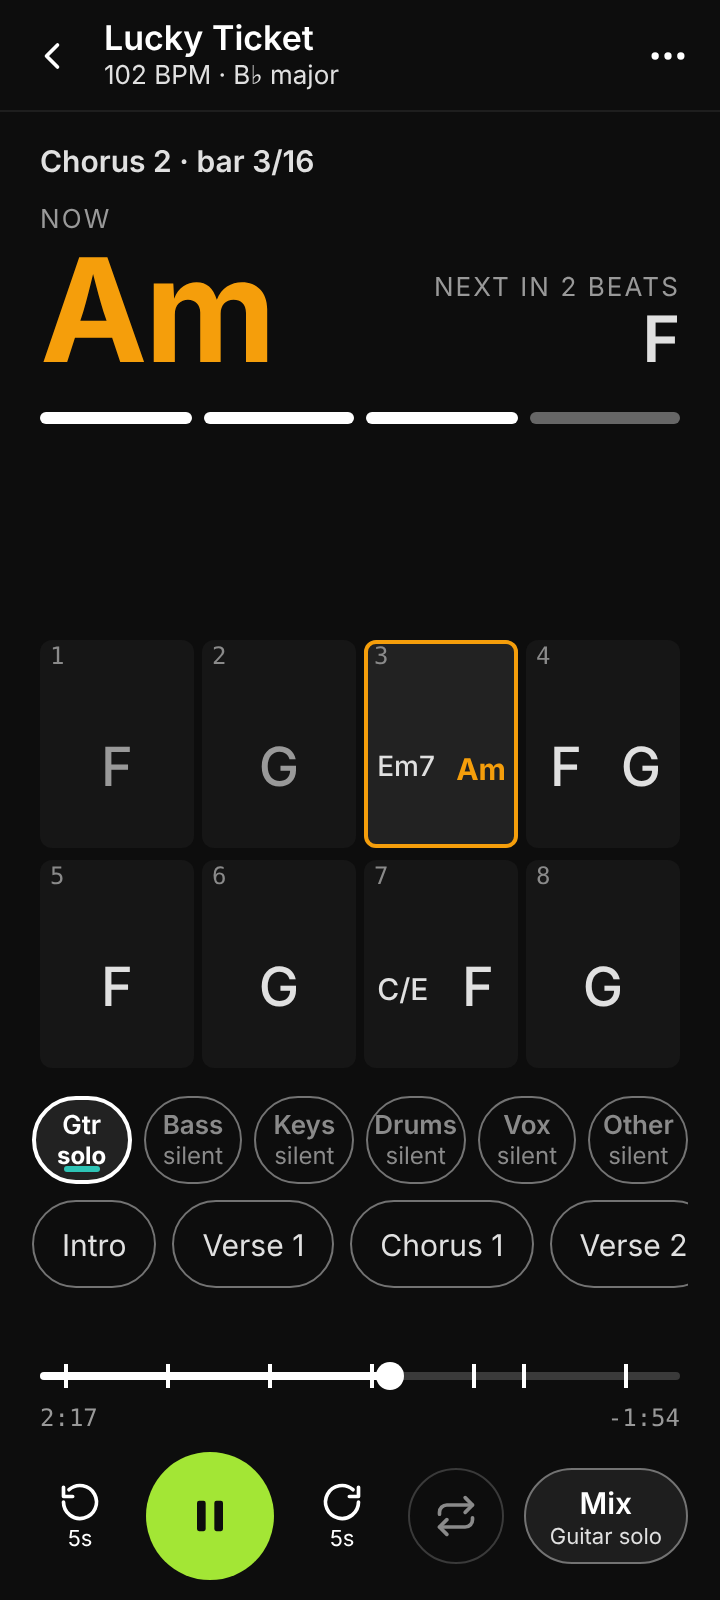 Lucky Ticket
102 BPM · B♭ major
Chorus 2 · bar 3/16
NOW
Am
NEXT IN 2 BEATS
F
1
2
3
4
F
G
Em7 Am
F G
5
6
7
8
F
G
C/E F
G
Gtr
solo
Bass
silent
Keys
silent
Drums
silent
Vox
silent
Other
silent
Intro
Verse 1
Chorus 1
Verse 2
2:17
-1:54
5s
5s
Mix
Guitar solo